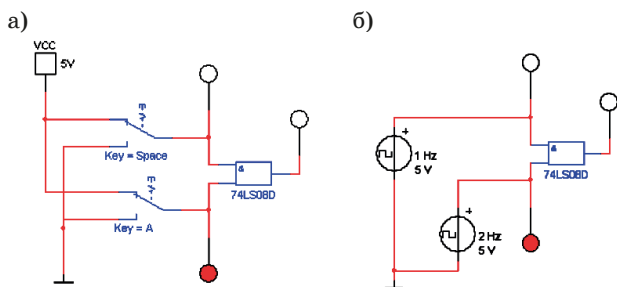 а)
VCC
5V
Key = Space
&
74LS08D
Key = A
б)
&
74LS08D
1 Hz
5 V
2 Hz
5 V